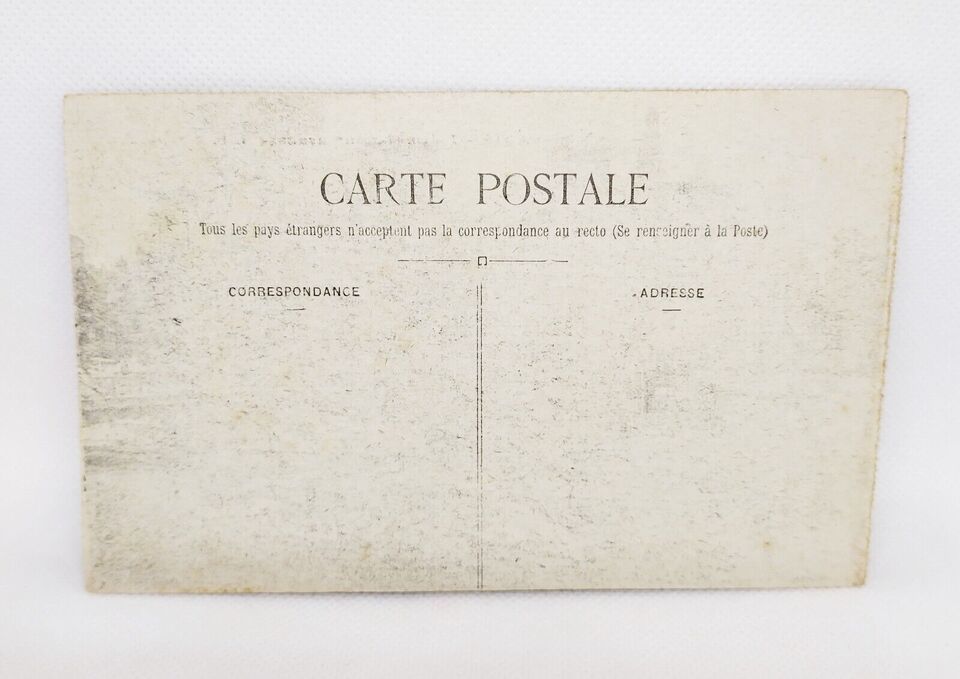 CARTE POSTALE
Tous les pays étrangers n'acceptent pas la correspondance au recto (Se renseigner à la Poste)
CORRESPONDANCE
ADRESSE